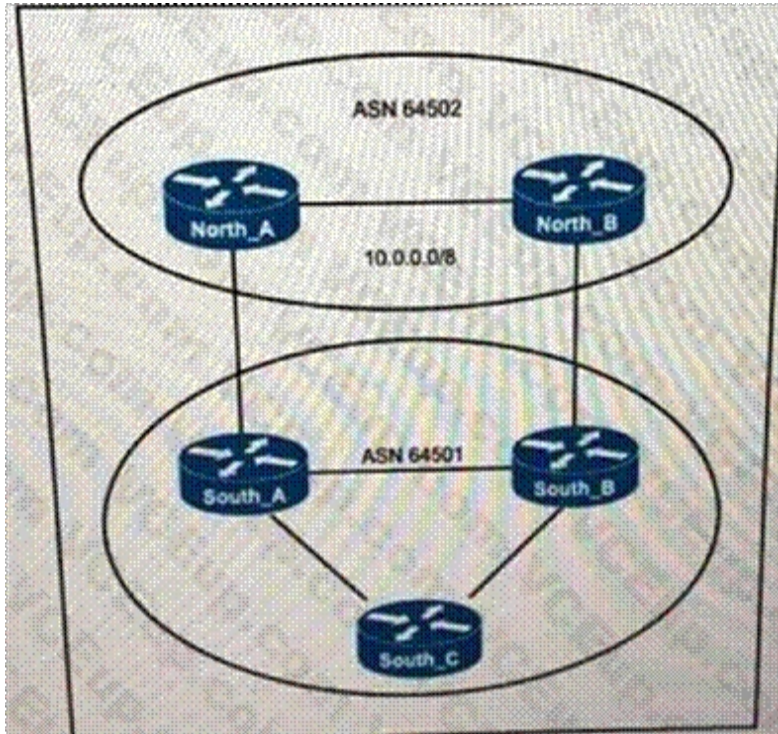 ASN 64502
North_A
North_B
10.0.0.0/8
ASN 64501
South_A
South_B
South_C